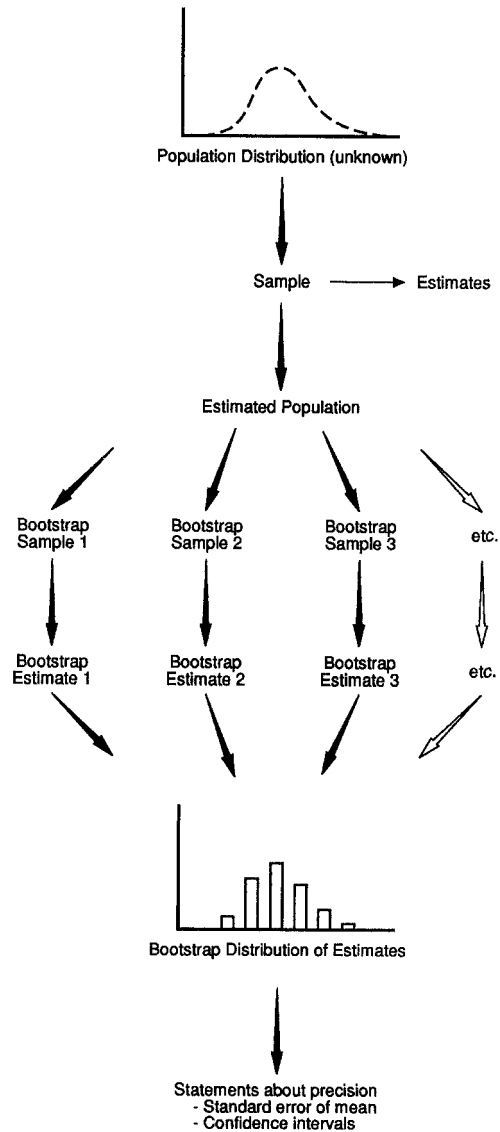 Population Distribution (unknown)
Sample
Estimates
Estimated Population
Bootstrap
Sample 1
Bootstrap
Sample 2
Bootstrap
Sample 3
etc.
Bootstrap
Estimate 1
Bootstrap
Estimate 2
Bootstrap
Estimate 3
etc.
Bootstrap Distribution of Estimates
Statements about precision
- Standard error of mean
- Confidence intervals